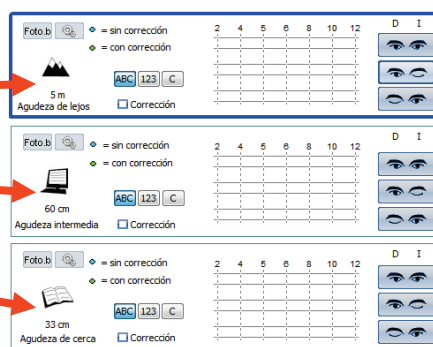 Foto.b = sin corrección 2 4 6 8 10 12 D I
= con corrección
ABC 123 C
5 m
Agudeza de lejos Corrección
Foto.b = sin corrección 2 4 5 6 8 10 12 D I
= con corrección
ABC 123 C
60 cm
Agudeza intermedia Corrección
Foto.b = sin corrección 2 4 5 6 8 10 12 D I
= con corrección
ABC 123 C
33 cm
Agudeza de cerca Corrección